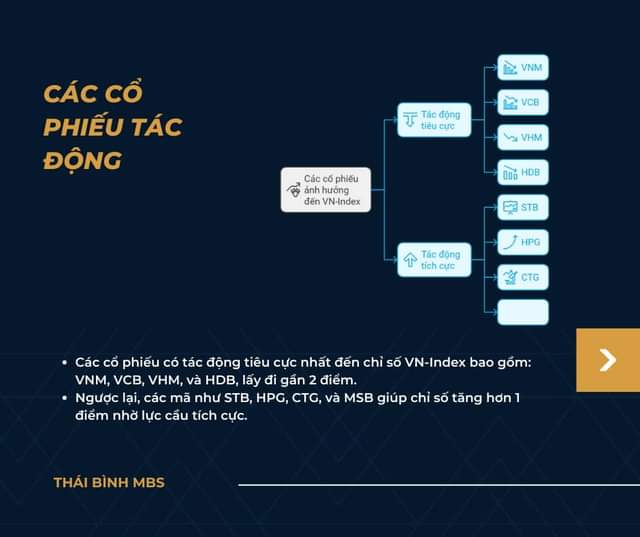 CÁC CỔ
PHIẾU TÁC
ĐỘNG
Các cổ phiếu
ảnh hưởng
đến VN-Index
Tác động
tiêu cực
VNM
VCB
VHM
HDB
Tác động
tích cực
STB
HPG
CTG
Các cổ phiếu có tác động tiêu cực nhất đến chỉ số VN-Index bao gồm:
VNM, VCB, VHM, và HDB, lấy đi gần 2 điểm.
Ngược lại, các mã như STB, HPG, CTG, và MSB giúp chỉ số tăng hơn 1
điểm nhờ lực cầu tích cực.
THÁI BÌNH MBS